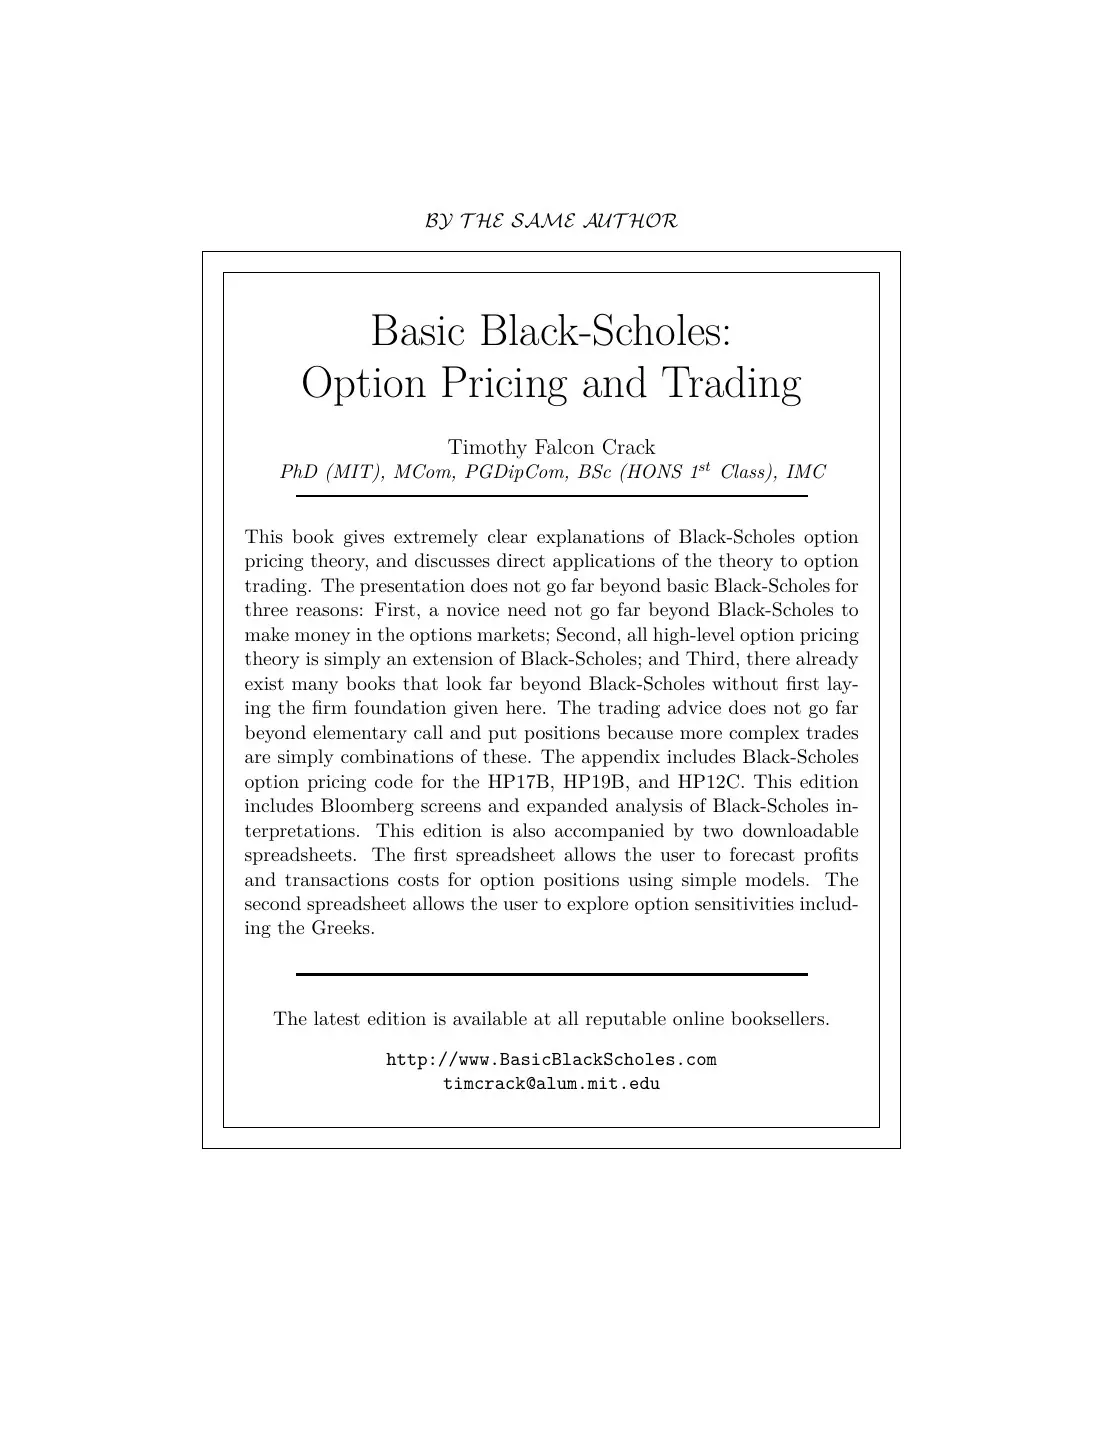 BY THE SAME AUTHOR
Basic Black-Scholes:
Option Pricing and Trading
Timothy Falcon Crack
PhD (MIT), MCom, PGDipCom, BSc (HONS 1st Class), IMC
This book gives extremely clear explanations of Black-Scholes option
pricing theory, and discusses direct applications of the theory to option
trading. The presentation does not go far beyond basic Black-Scholes for
three reasons: First, a novice need not go far beyond Black-Scholes to
make money in the options markets; Second, all high-level option pricing
theory is simply an extension of Black-Scholes; and Third, there already
exist many books that look far beyond Black-Scholes without first lay-
ing the firm foundation given here. The trading advice does not go far
beyond elementary call and put positions because more complex trades
are simply combinations of these. The appendix includes Black-Scholes
option pricing code for the HP17B, HP19B, and HP12C. This edition
includes Bloomberg screens and expanded analysis of Black-Scholes in-
terpretations. This edition is also accompanied by two downloadable
spreadsheets. The first spreadsheet allows the user to forecast profits
and transactions costs for option positions using simple models. The
second spreadsheet allows the user to explore option sensitivities includ-
ing the Greeks.
The latest edition is available at all reputable online booksellers.
http://www.BasicBlackScholes.com
timcrack@alum.mit.edu